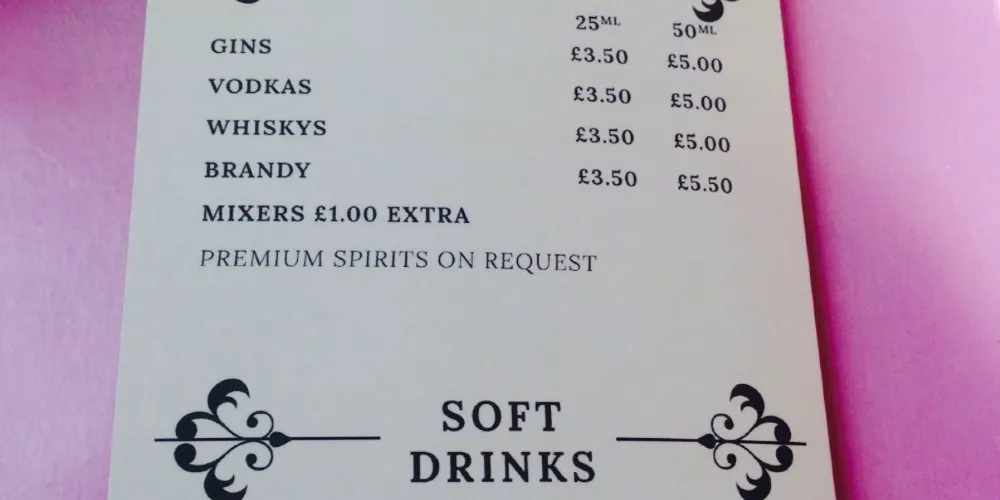 25ML 50ML
GINS £3.50 £5.00
VODKAS £3.50 £5.00
WHISKYS £3.50 £5.00
BRANDY £3.50 £5.50
MIXERS £1.00 EXTRA
PREMIUM SPIRITS ON REQUEST
SOFT
DRINKS